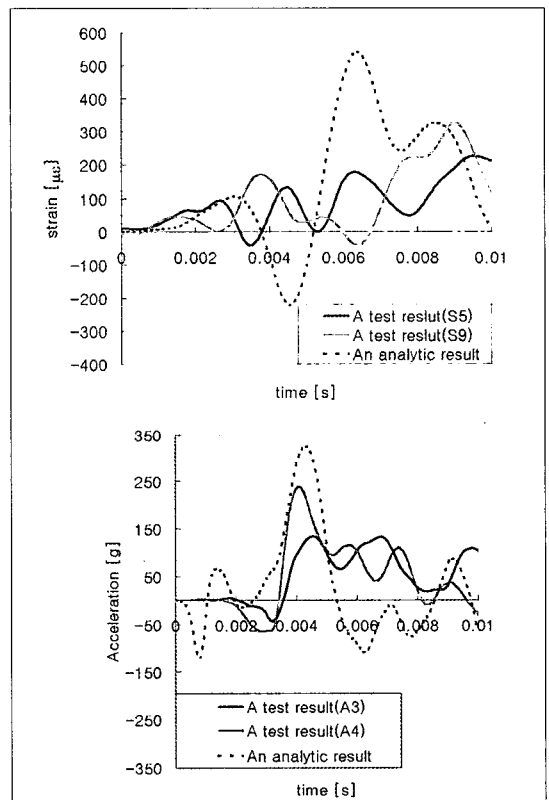 600
500
400
300
200
100
0
-100
-200
-300
-400
strain [με]
0 0.002 0.004 0.006 0.008 0.01
A test reslut(S5)
A test reslut(S9)
An analytic result
time [s]
350
250
150
50
-50
-150
-250
-350
Acceleration [g]
0 0.002 0.004 0.006 0.008 0.01
A test result(A3)
A test result(A4)
An analytic result
time [s]